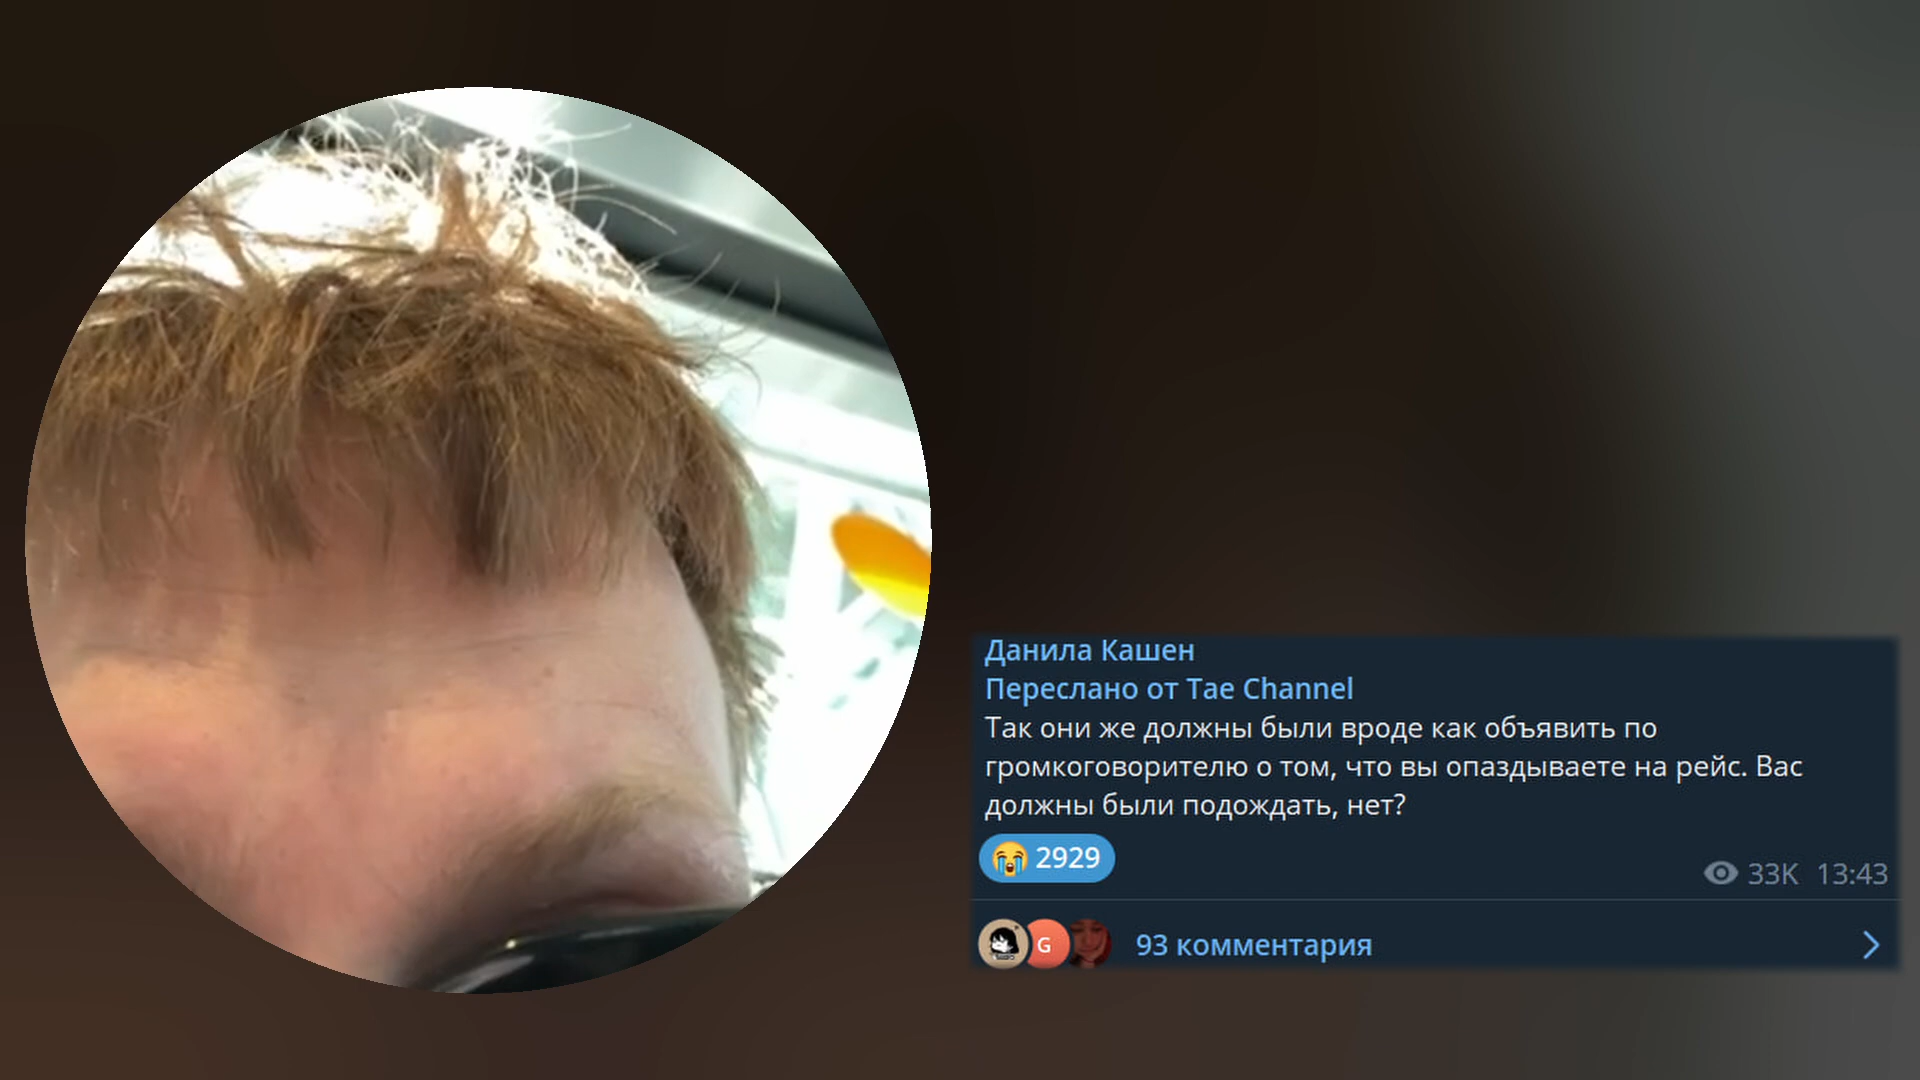 Данила Кашен
Переслано от Tae Channel
Так они же должны были вроде как объявить по
громкоговорителю о том, что вы опаздываете на рейс. Вас
должны были подождать, нет?
2929
33K 13:43
G
93 комментария